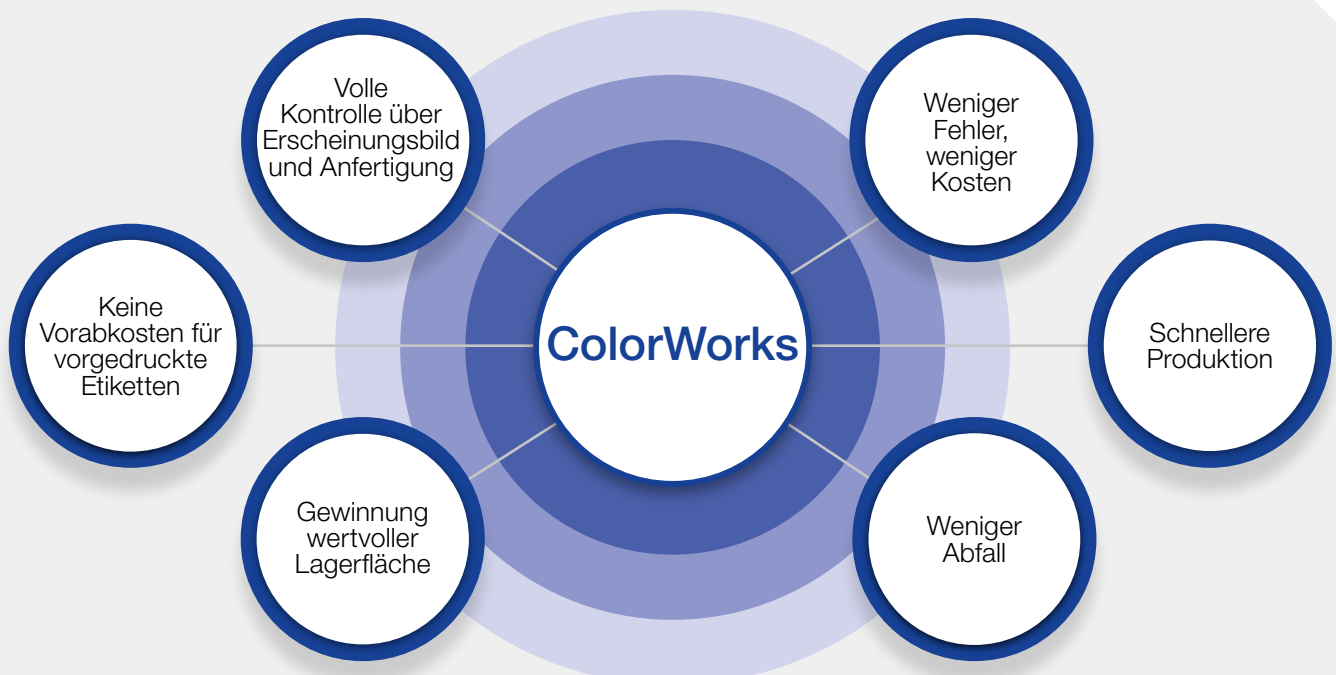 Volle
Kontrolle über
Erscheinungsbild
und Anfertigung
Weniger
Fehler,
weniger
Kosten
Keine
Vorabkosten für
vorgedruckte
Etiketten
ColorWorks
Schnellere
Produktion
Gewinnung
wertvoller
Lagerfläche
Weniger
Abfall